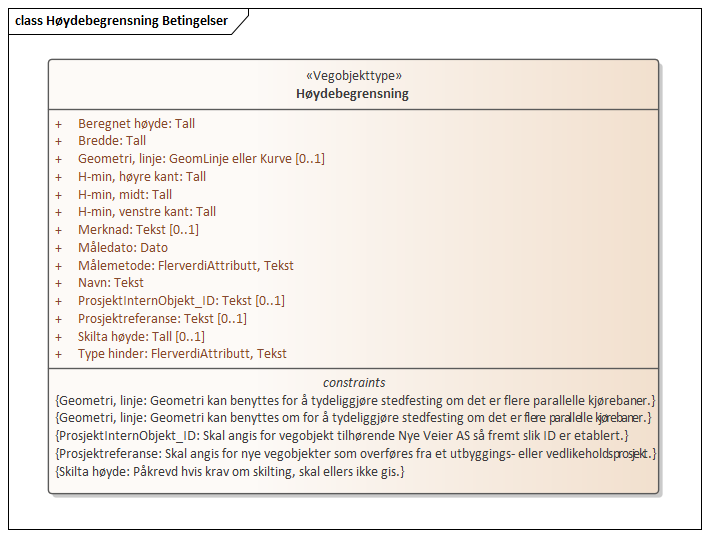 class Høydebegrensning Betingelser
«Vegobjekttype»
Høydebegrensning
+ Beregnet høyde: Tall
+ Bredde: Tall
+ Geometri, linje: GeomLinje eller Kurve [0..1]
+ H-min, høyre kant: Tall
+ H-min, midt: Tall
+ H-min, venstre kant: Tall
+ Merknad: Tekst [0..1]
+ Måledato: Dato
+ Målemetode: FlerverdiAttributt, Tekst
+ Navn: Tekst
+ ProsjektInternObjekt_ID: Tekst [0..1]
+ Prosjektreferanse: Tekst [0..1]
+ Skilta høyde: Tall [0..1]
+ Type hinder: FlerverdiAttributt, Tekst
constraints
{Geometri, linje: Geometri kan benyttes for å tydeliggjøre stedfesting om det er flere parallelle kjørebaner.}
{Geometri, linje: Geometri kan benyttes om for å tydeliggjøre stedfesting om det er flere parallelle kjørebaner.}
{ProsjektInternObjekt_ID: Skal angis for vegobjekt tilhørende Nye Veier AS så fremt slik ID er etablert.}
{Prosjektreferanse: Skal angis for nye vegobjekter som overføres fra et utbyggings- eller vedlikeholdsprosjekt.}
{Skilta høyde: Påkrevd hvis krav om skilting, skal ellers ikke gis.}